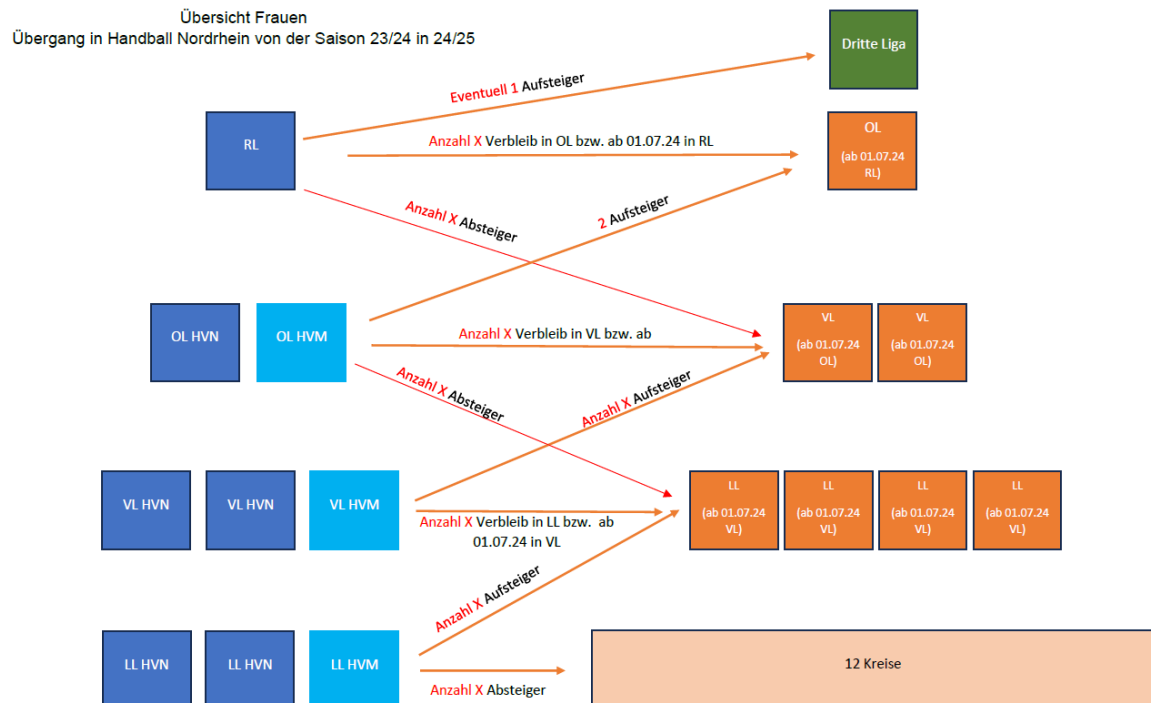 Übersicht Frauen
Übergang in Handball Nordrhein von der Saison 23/24 in 24/25
Dritte Liga
Eventuell 1 Aufsteiger
RL
Anzahl X Verbleib in OL bzw. ab 01.07.24 in RL
OL
(ab 01.07.24
RL)
Anzahl X Absteiger
2 Aufsteiger
OL HVN
OL HVM
Anzahl X Verbleib in VL bzw. ab
VL
(ab 01.07.24
OL)
VL
(ab 01.07.24
OL)
Anzahl X Absteiger
Anzahl X Aufsteiger
VL HVN
VL HVN
VL HVM
Anzahl X Verbleib in LL bzw. ab
01.07.24 in VL
LL
(ab 01.07.24
VL)
LL
(ab 01.07.24
VL)
LL
(ab 01.07.24
VL)
LL
(ab 01.07.24
VL)
Anzahl X Aufsteiger
LL HVN
LL HVN
LL HVM
Anzahl X Absteiger
12 Kreise